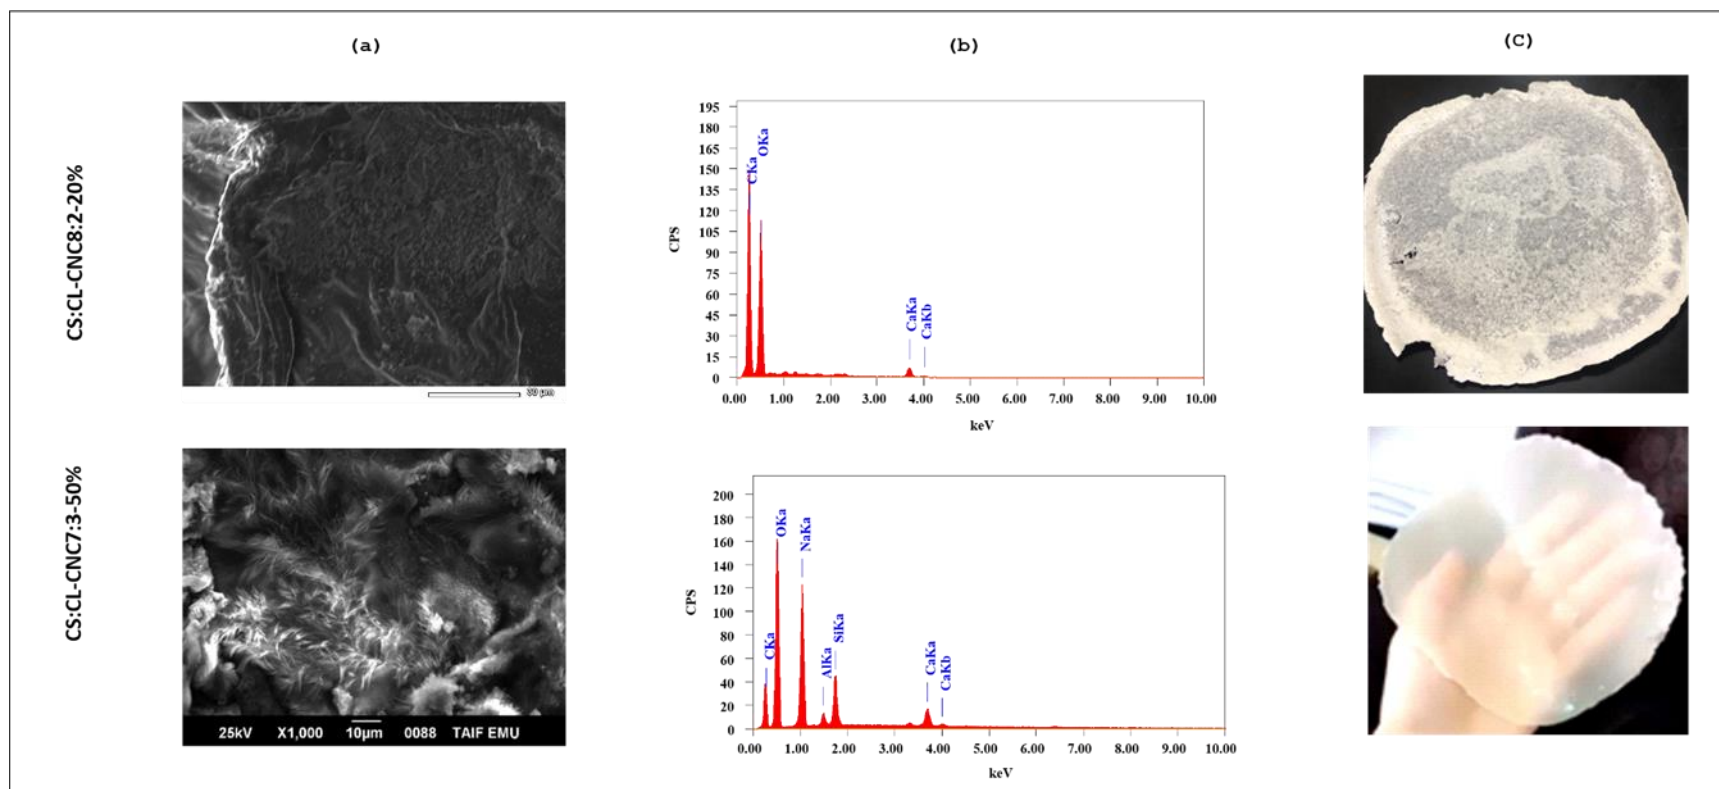 (a)
(b)
(C)
CS:CL-CNC8:2-20%
30 µm
CPS
195
180
165
150
135
120
105
90
75
60
45
30
15
0
CKa
OKa
CaKa
CaKb
0.00 1.00 2.00 3.00 4.00 5.00 6.00 7.00 8.00 9.00 10.00
keV
CS:CL-CNC7:3-50%
25kV X1,000 10µm 0088 TAIF EMU
CPS
200
180
160
140
120
100
80
60
40
20
0
CKa
OKa
NaKa
AlKa
SiKa
CaKa
CaKb
0.00 1.00 2.00 3.00 4.00 5.00 6.00 7.00 8.00 9.00 10.00
keV